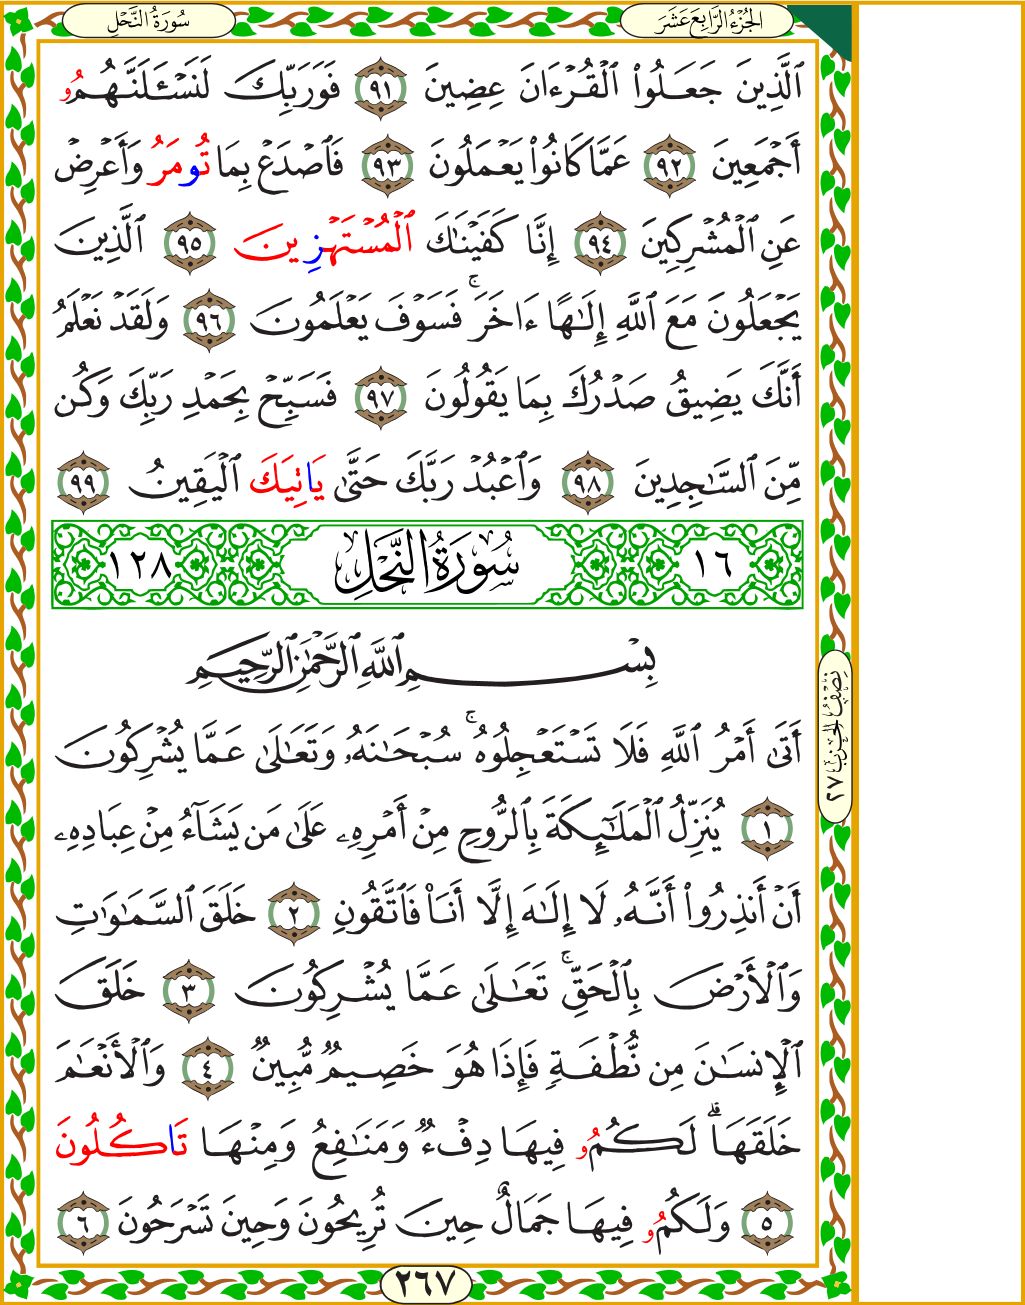 الجُزْءُ الرَّابِعَ عَشَرَ
سُورَةُ النَّحْلِ
ٱلَّذِينَ جَعَلُوا۟ ٱلْقُرْءَانَ عِضِينَ ٩١ فَوَرَبِّكَ لَنَسْـَٔلَنَّهُمُو
أَجْمَعِينَ ٩٢ عَمَّا كَانُوا۟ يَعْمَلُونَ ٩٣ فَٱصْدَعْ بِمَا تُومَرُ وَأَعْرِضْ
عَنِ ٱلْمُشْرِكِينَ ٩٤ إِنَّا كَفَيْنَٰكَ ٱلْمُسْتَهْزِينَ ٩٥ ٱلَّذِينَ
يَجْعَلُونَ مَعَ ٱللَّهِ إِلَٰهًا ءَاخَرَ ۚ فَسَوْفَ يَعْلَمُونَ ٩٦ وَلَقَدْ نَعْلَمُ
أَنَّكَ يَضِيقُ صَدْرُكَ بِمَا يَقُولُونَ ٩٧ فَسَبِّحْ بِحَمْدِ رَبِّكَ وَكُن
مِّنَ ٱلسَّٰجِدِينَ ٩٨ وَٱعْبُدْ رَبَّكَ حَتَّىٰ يَاتِيَكَ ٱلْيَقِينُ ٩٩
١٦ سُورَةُ النَّحْلِ ١٢٨
بِسْمِ ٱللَّهِ ٱلرَّحْمَٰنِ ٱلرَّحِيمِ
أَتَىٰ أَمْرُ ٱللَّهِ فَلَا تَسْتَعْجِلُوهُ ۚ سُبْحَٰنَهُۥ وَتَعَٰلَىٰ عَمَّا يُشْرِكُونَ
١ يُنَزِّلُ ٱلْمَلَٰٓئِكَةَ بِٱلرُّوحِ مِنْ أَمْرِهِۦ عَلَىٰ مَن يَشَآءُ مِنْ عِبَادِهِۦ
أَنْ أَنذِرُوا۟ أَنَّهُۥ لَا إِلَٰهَ إِلَّا أَنَا۠ فَٱتَّقُونِ ٢ خَلَقَ ٱلسَّمَٰوَٰتِ
وَٱلْأَرْضَ بِٱلْحَقِّ ۚ تَعَٰلَىٰ عَمَّا يُشْرِكُونَ ٣ خَلَقَ
ٱلْإِنسَٰنَ مِن نُّطْفَةٍ فَإِذَا هُوَ خَصِيمٌ مُّبِينٌ ٤ وَٱلْأَنْعَٰمَ
خَلَقَهَا ۗ لَكُمُو فِيهَا دِفْءٌ وَمَنَٰفِعُ وَمِنْهَا تَاكُلُونَ
٥ وَلَكُمُو فِيهَا جَمَالٌ حِينَ تُرِيحُونَ وَحِينَ تَسْرَحُونَ ٦
نِصْفُ الحِزْبِ ٢٧
٢٦٧